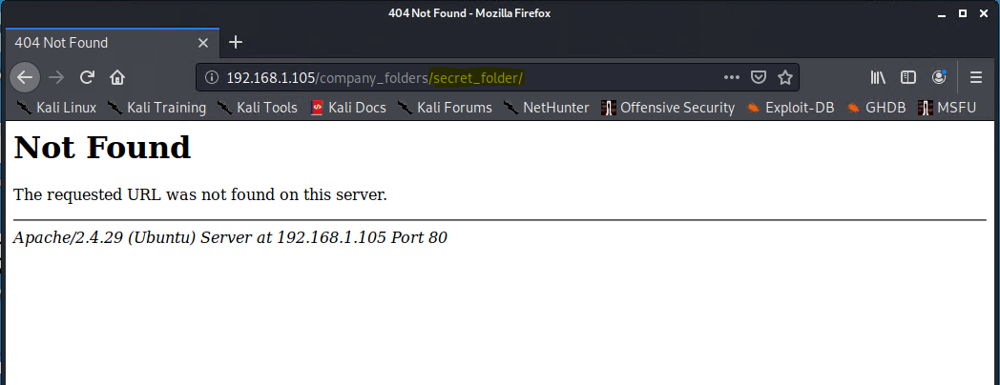 404 Not Found - Mozilla Firefox
404 Not Found
192.168.1.105/company_folders/secret_folder/
Kali Linux Kali Training Kali Tools Kali Docs Kali Forums NetHunter Offensive Security Exploit-DB GHDB MSFU
Not Found
The requested URL was not found on this server.
Apache/2.4.29 (Ubuntu) Server at 192.168.1.105 Port 80